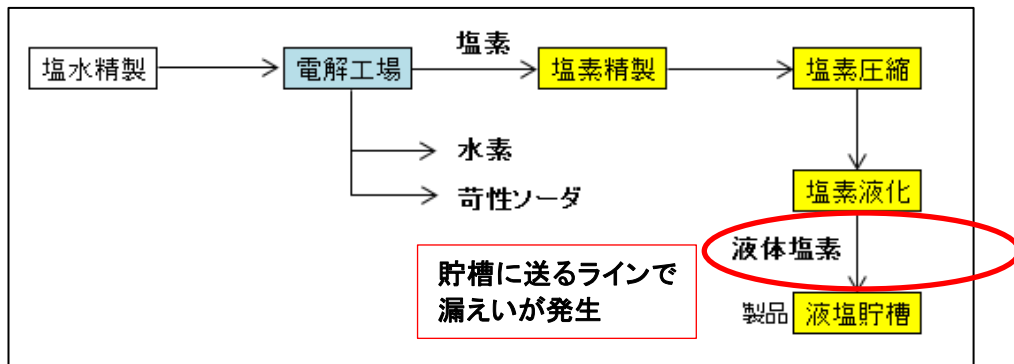 塩水精製
電解工場
塩素
塩素精製
塩素圧縮
水素
苛性ソーダ
塩素液化
液体塩素
貯槽に送るラインで
漏えいが発生
製品
液塩貯槽